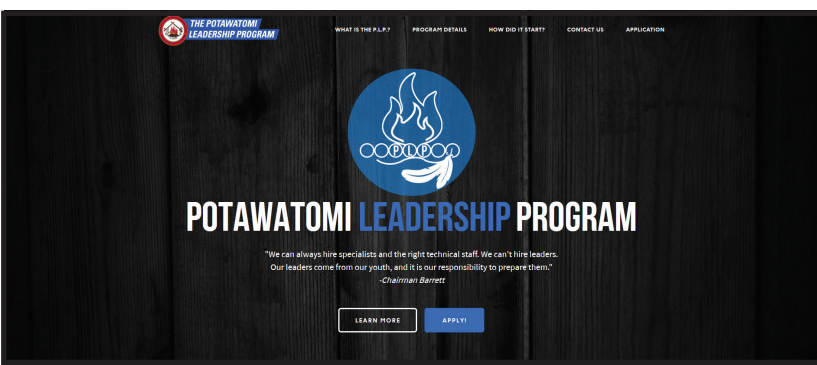 THE POTAWATOMI
LEADERSHIP PROGRAM
WHAT IS THE P.L.P.? PROGRAM DETAILS HOW DID IT START? CONTACT US APPLICATION
PLP
POTAWATOMI LEADERSHIP PROGRAM
"We can always hire specialists and the right technical staff. We can't hire leaders.
Our leaders come from our youth, and it is our responsibility to prepare them."
-Chairman Barrett
LEARN MORE APPLY!